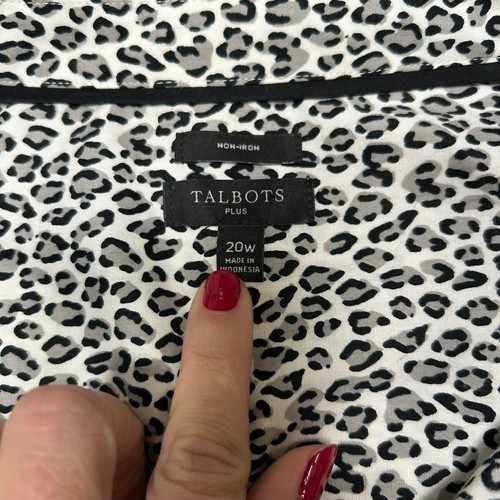 NON-IRON
TALBOTS
PLUS
20W
MADE IN
INDONESIA